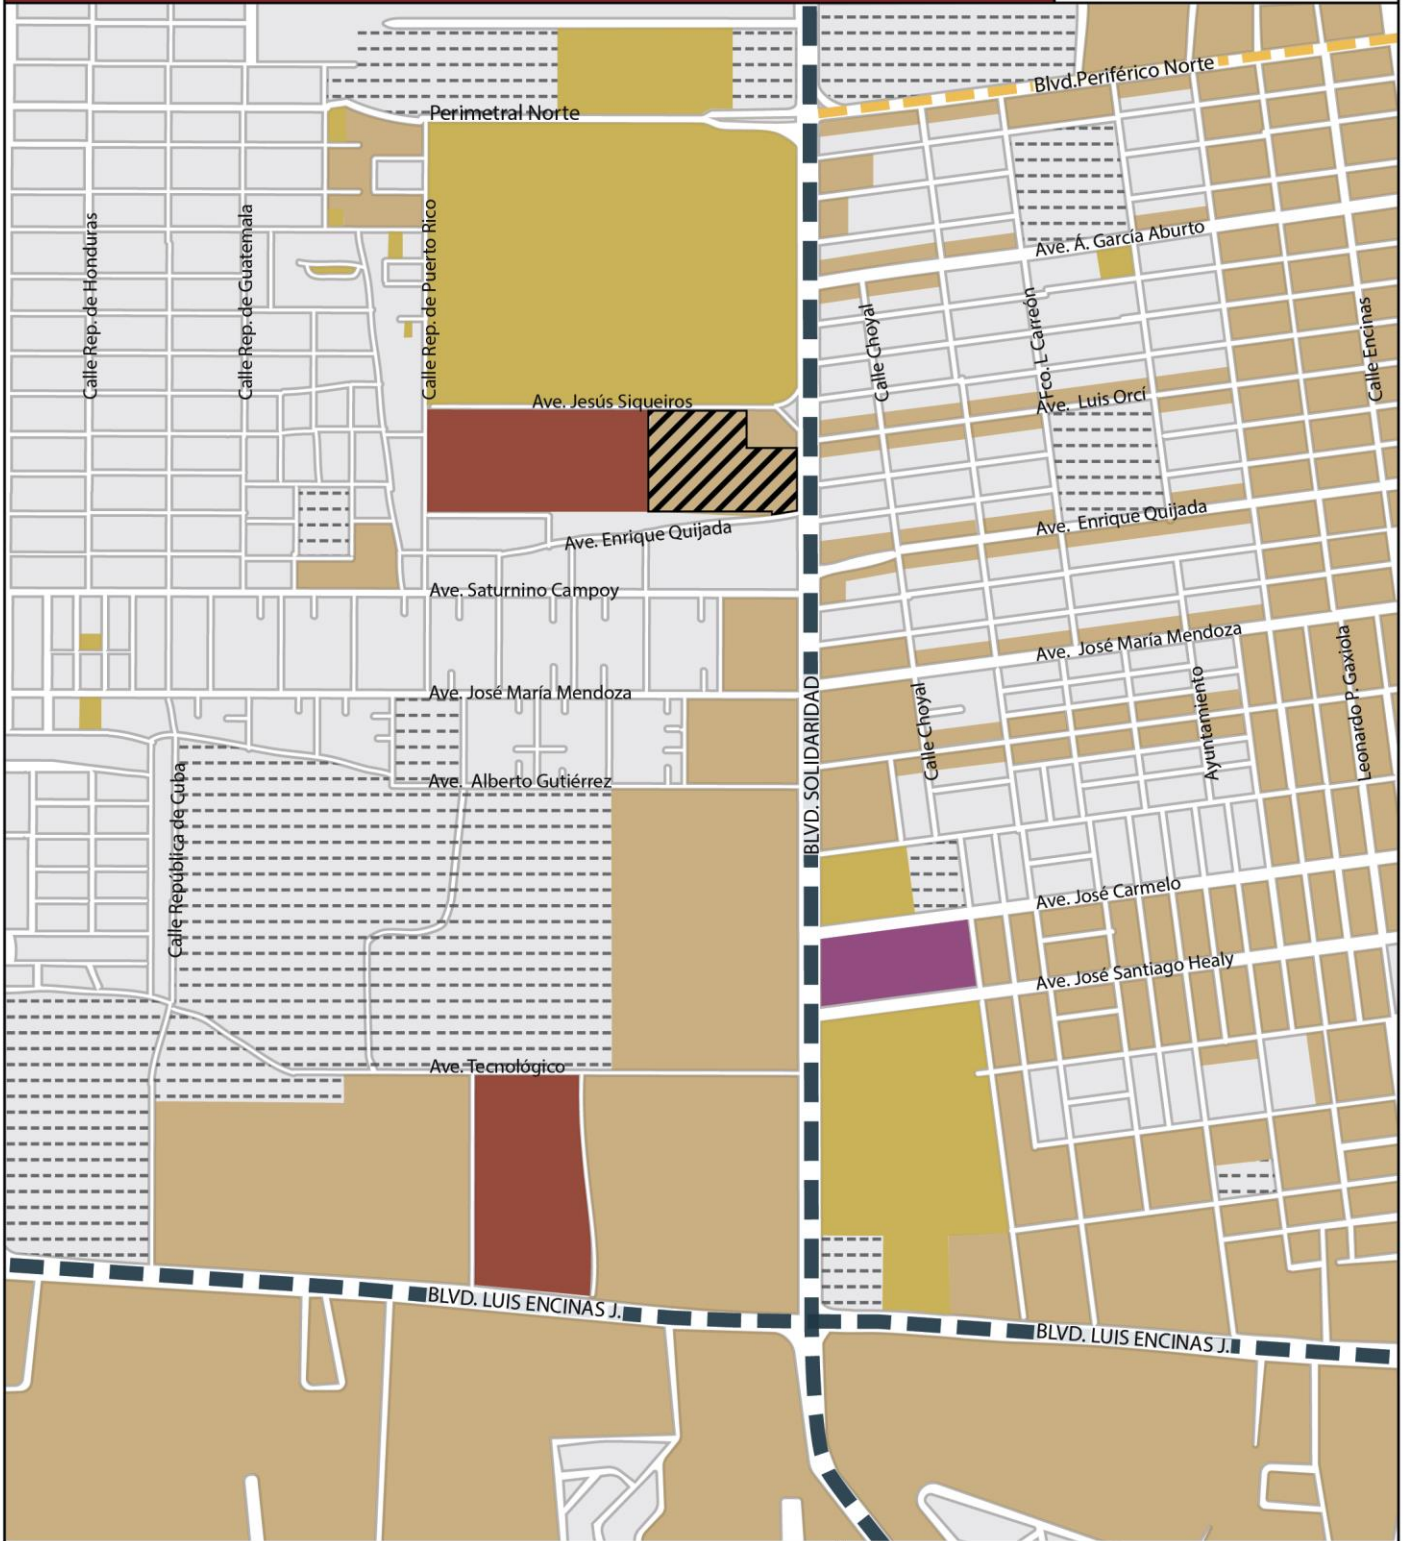 Blvd.Periférico Norte
Perimetral Norte
Calle Rep. de Honduras
Calle Rep. de Guatemala
Calle Rep. de Puerto Rico
Ave. Á. García Aburto
Calle Choyal
Fco. L Carreón
Calle Encinas
Ave. Jesús Siqueiros
Ave. Luis Orcí
Ave. Enrique Quijada
Ave. Enrique Quijada
Ave. Saturnino Campoy
Ave. José María Mendoza
Ave. José María Mendoza
BLVD. SOLIDARIDAD
Calle Choyal
Ayuntamiento
Leonardo P. Gaxiola
Calle República de Cuba
Ave. Alberto Gutiérrez
Ave. José Carmelo
Ave. José Santiago Healy
Ave. Tecnológico
BLVD. LUIS ENCINAS J.
BLVD. LUIS ENCINAS J.